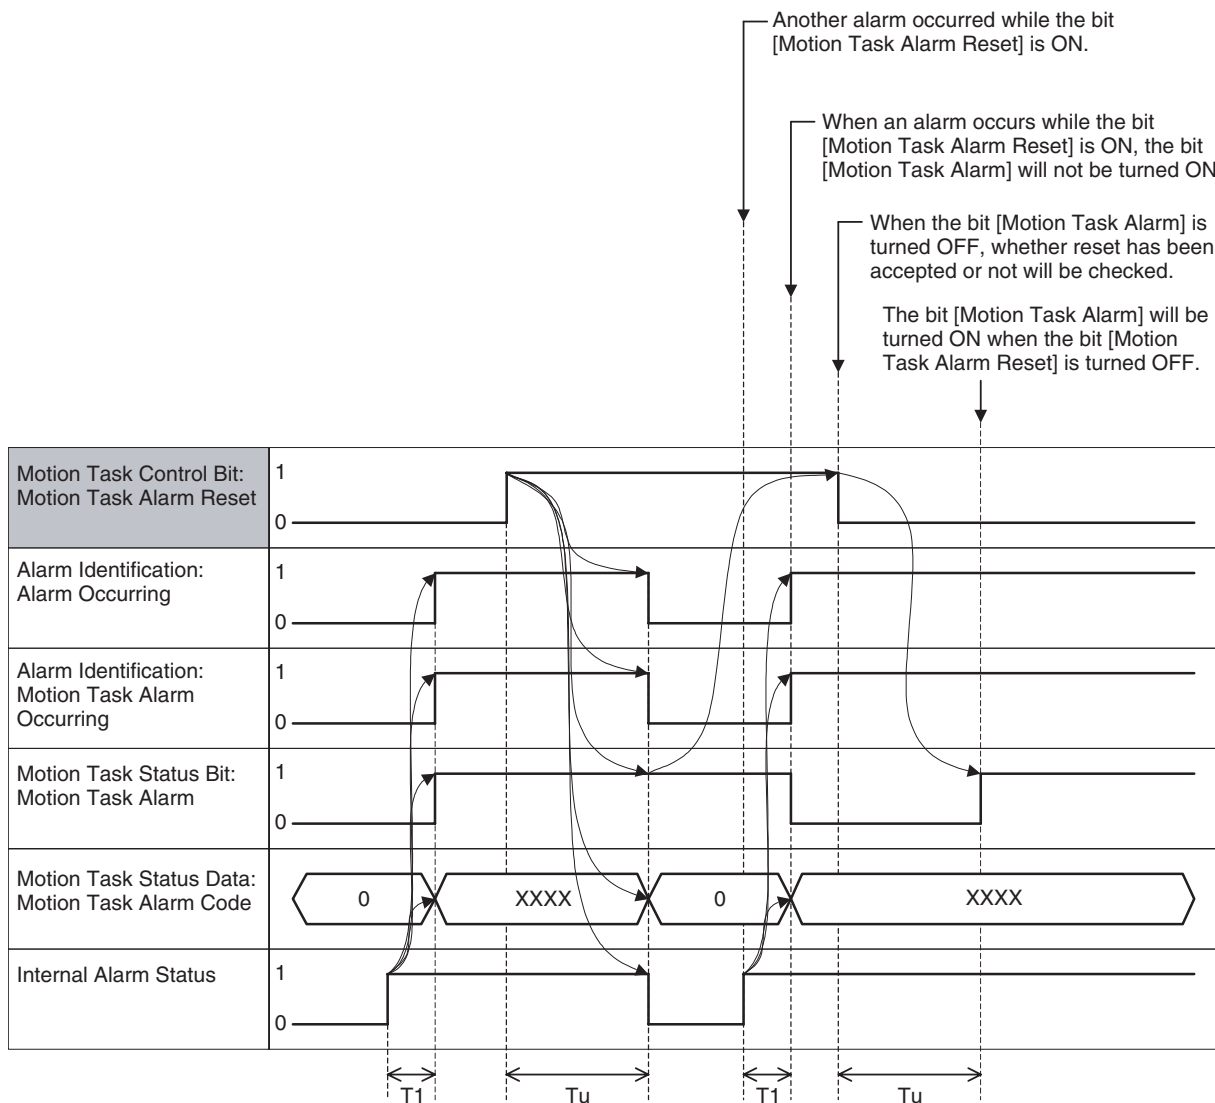 Another alarm occurred while the bit
[Motion Task Alarm Reset] is ON.
When an alarm occurs while the bit
[Motion Task Alarm Reset] is ON, the bit
[Motion Task Alarm] will not be turned ON
When the bit [Motion Task Alarm] is
turned OFF, whether reset has been
accepted or not will be checked.
The bit [Motion Task Alarm] will be
turned ON when the bit [Motion
Task Alarm Reset] is turned OFF.
Motion Task Control Bit:
Motion Task Alarm Reset
1
0
Alarm Identification:
Alarm Occurring
1
0
Alarm Identification:
Motion Task Alarm
Occurring
1
0
Motion Task Status Bit:
Motion Task Alarm
1
0
Motion Task Status Data:
Motion Task Alarm Code
0 XXXX 0 XXXX
Internal Alarm Status
1
0
T1 Tu T1 Tu